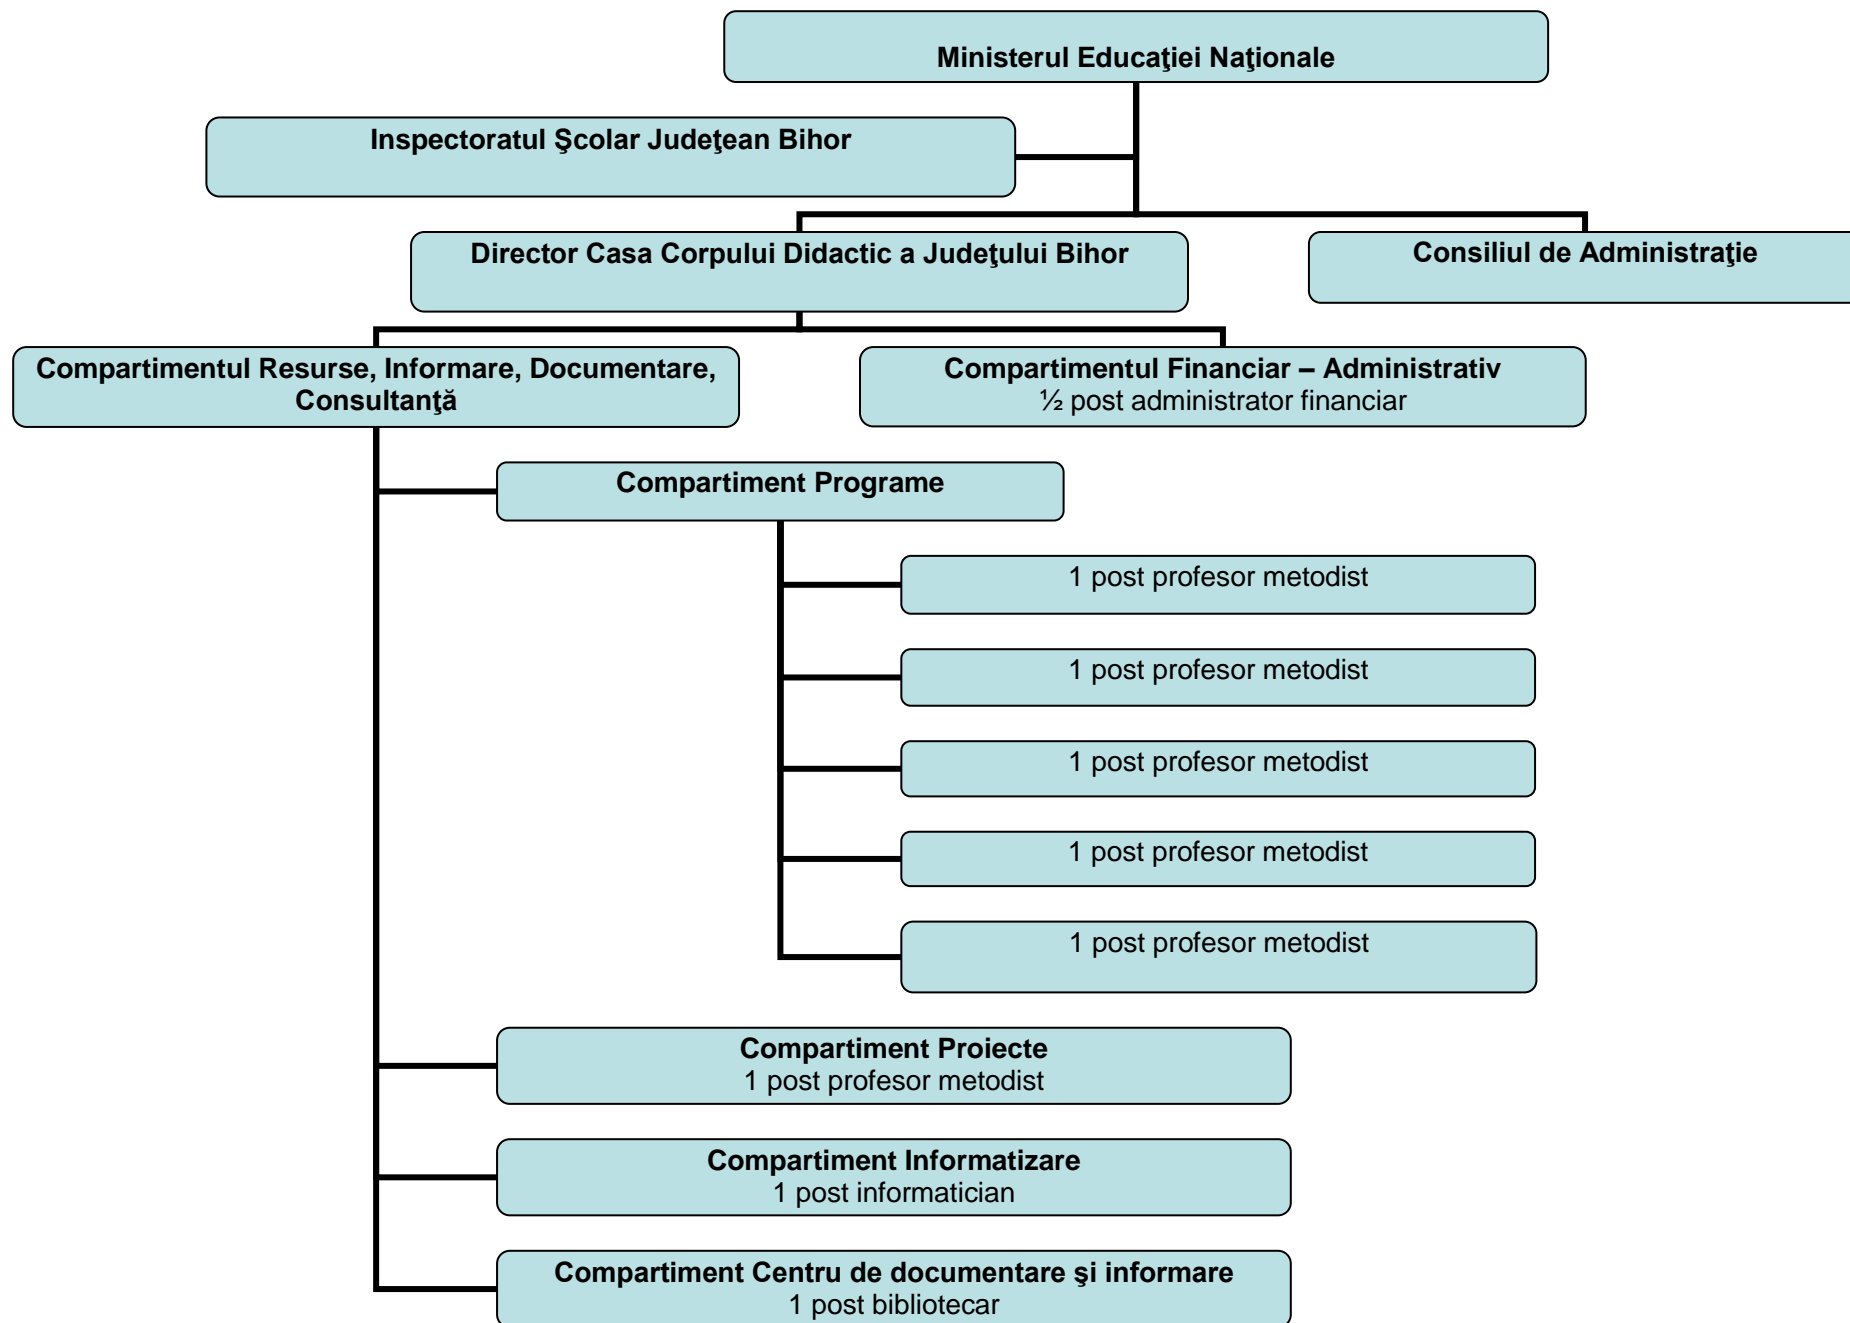 Ministerul Educaţiei Naţionale
Inspectoratul Şcolar Judeţean Bihor
Director Casa Corpului Didactic a Judeţului Bihor
Consiliul de Administraţie
Compartimentul Resurse, Informare, Documentare,
Consultanţă
Compartimentul Financiar – Administrativ
½ post administrator financiar
Compartiment Programe
1 post profesor metodist
1 post profesor metodist
1 post profesor metodist
1 post profesor metodist
1 post profesor metodist
Compartiment Proiecte
1 post profesor metodist
Compartiment Informatizare
1 post informatician
Compartiment Centru de documentare şi informare
1 post bibliotecar